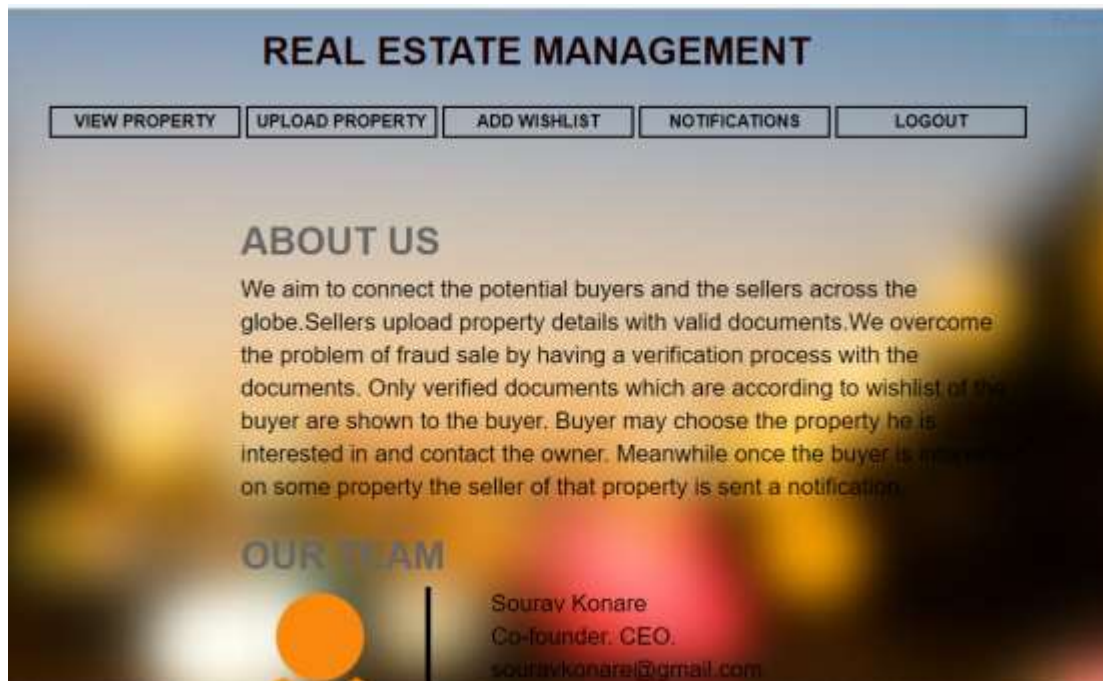 REAL ESTATE MANAGEMENT
VIEW PROPERTY UPLOAD PROPERTY ADD WISHLIST NOTIFICATIONS LOGOUT
ABOUT US
We aim to connect the potential buyers and the sellers across the
globe.Sellers upload property details with valid documents.We overcome
the problem of fraud sale by having a verification process with the
documents. Only verified documents which are according to wishlist of the
buyer are shown to the buyer. Buyer may choose the property he is
interested in and contact the owner. Meanwhile once the buyer is
on some property the seller of that property is sent a notification.
OUR TEAM
Sourav Konare
Co-founder. CEO.
souravkonare@gmail.com